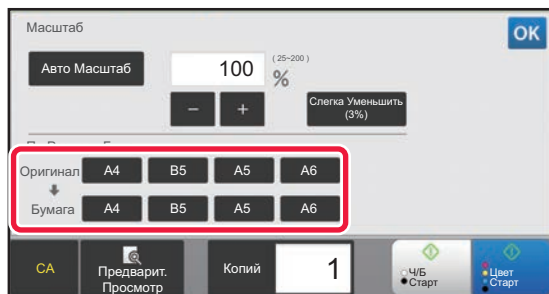 Масштаб
OK
Авто Масштаб
100
(25~200)
%
−
+
Слегка Уменьшить
(3%)
Оригинал
A4
B5
A5
A6
Бумага
A4
B5
A5
A6
CA
Предварит.
Просмотр
Копий
1
Ч/Б
Старт
Цвет
Старт